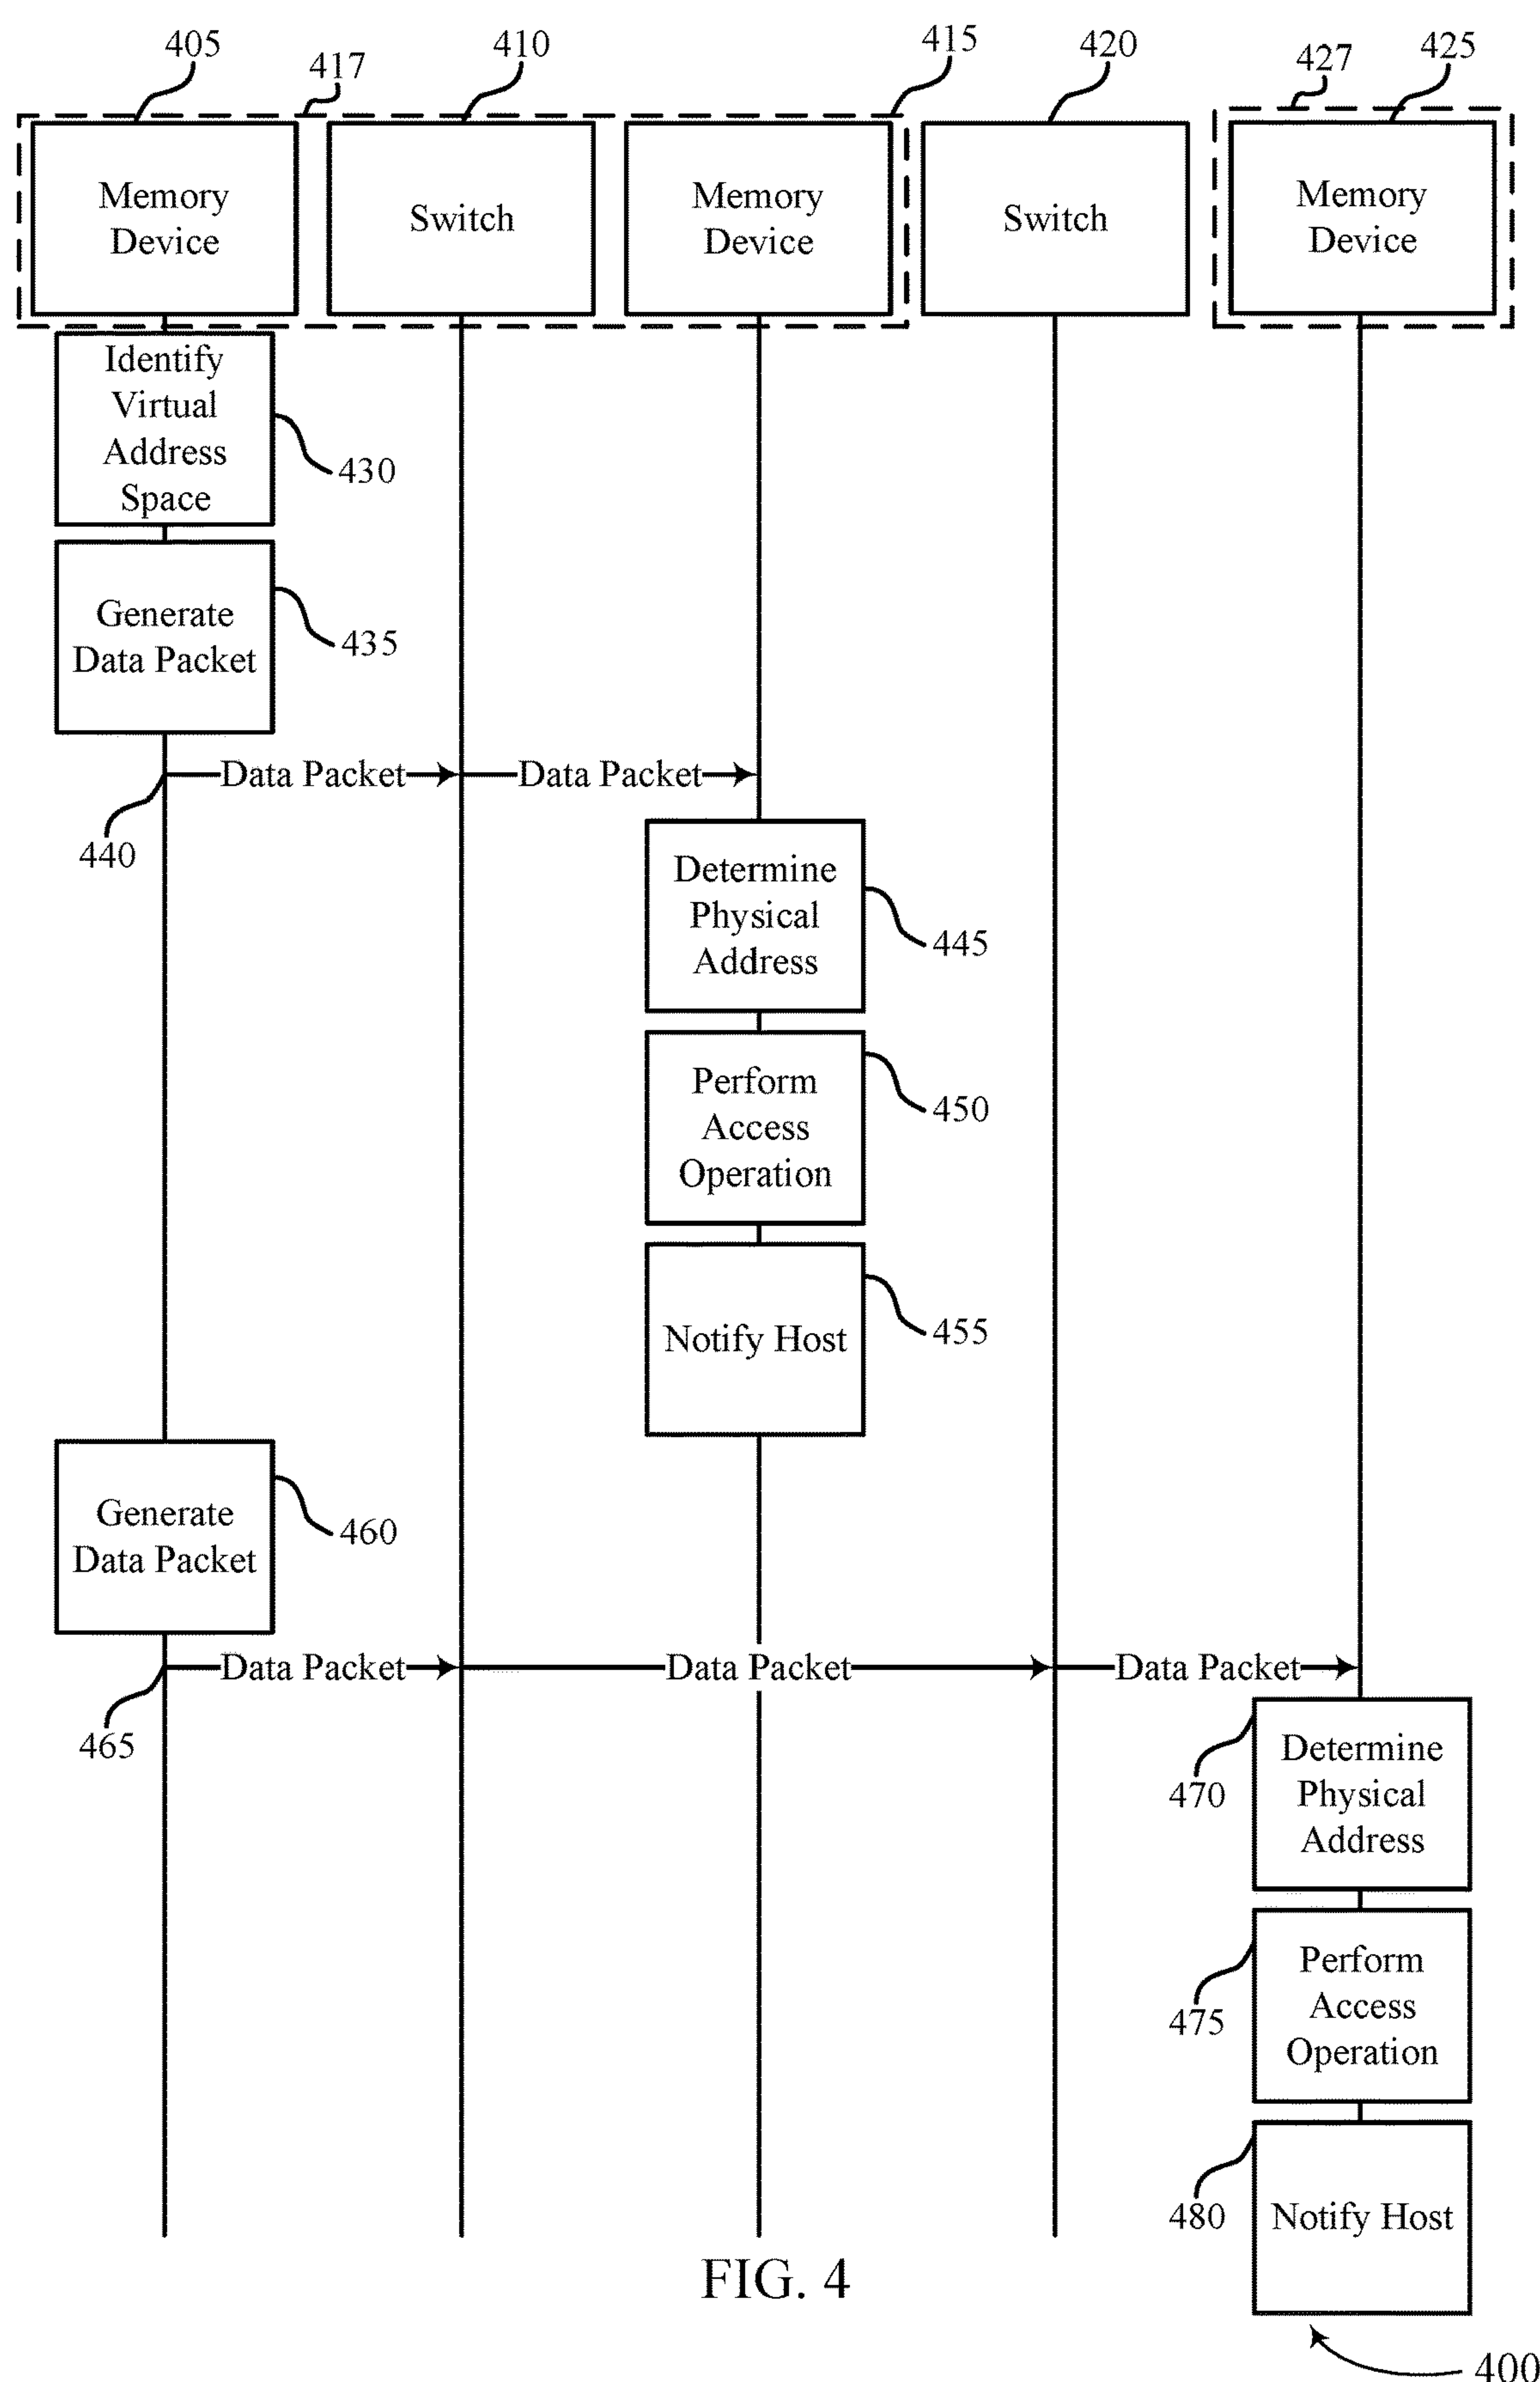 405
417
410
415
420
427
425
Memory
Device
Switch
Memory
Device
Switch
Memory
Device
Identify
Virtual
Address
Space
430
Generate
Data Packet
435
Data Packet
Data Packet
440
Determine
Physical
Address
445
Perform
Access
Operation
450
Notify Host
455
Generate
Data Packet
460
Data Packet
Data Packet
Data Packet
465
Determine
Physical
Address
470
Perform
Access
Operation
475
Notify Host
480
FIG. 4
400